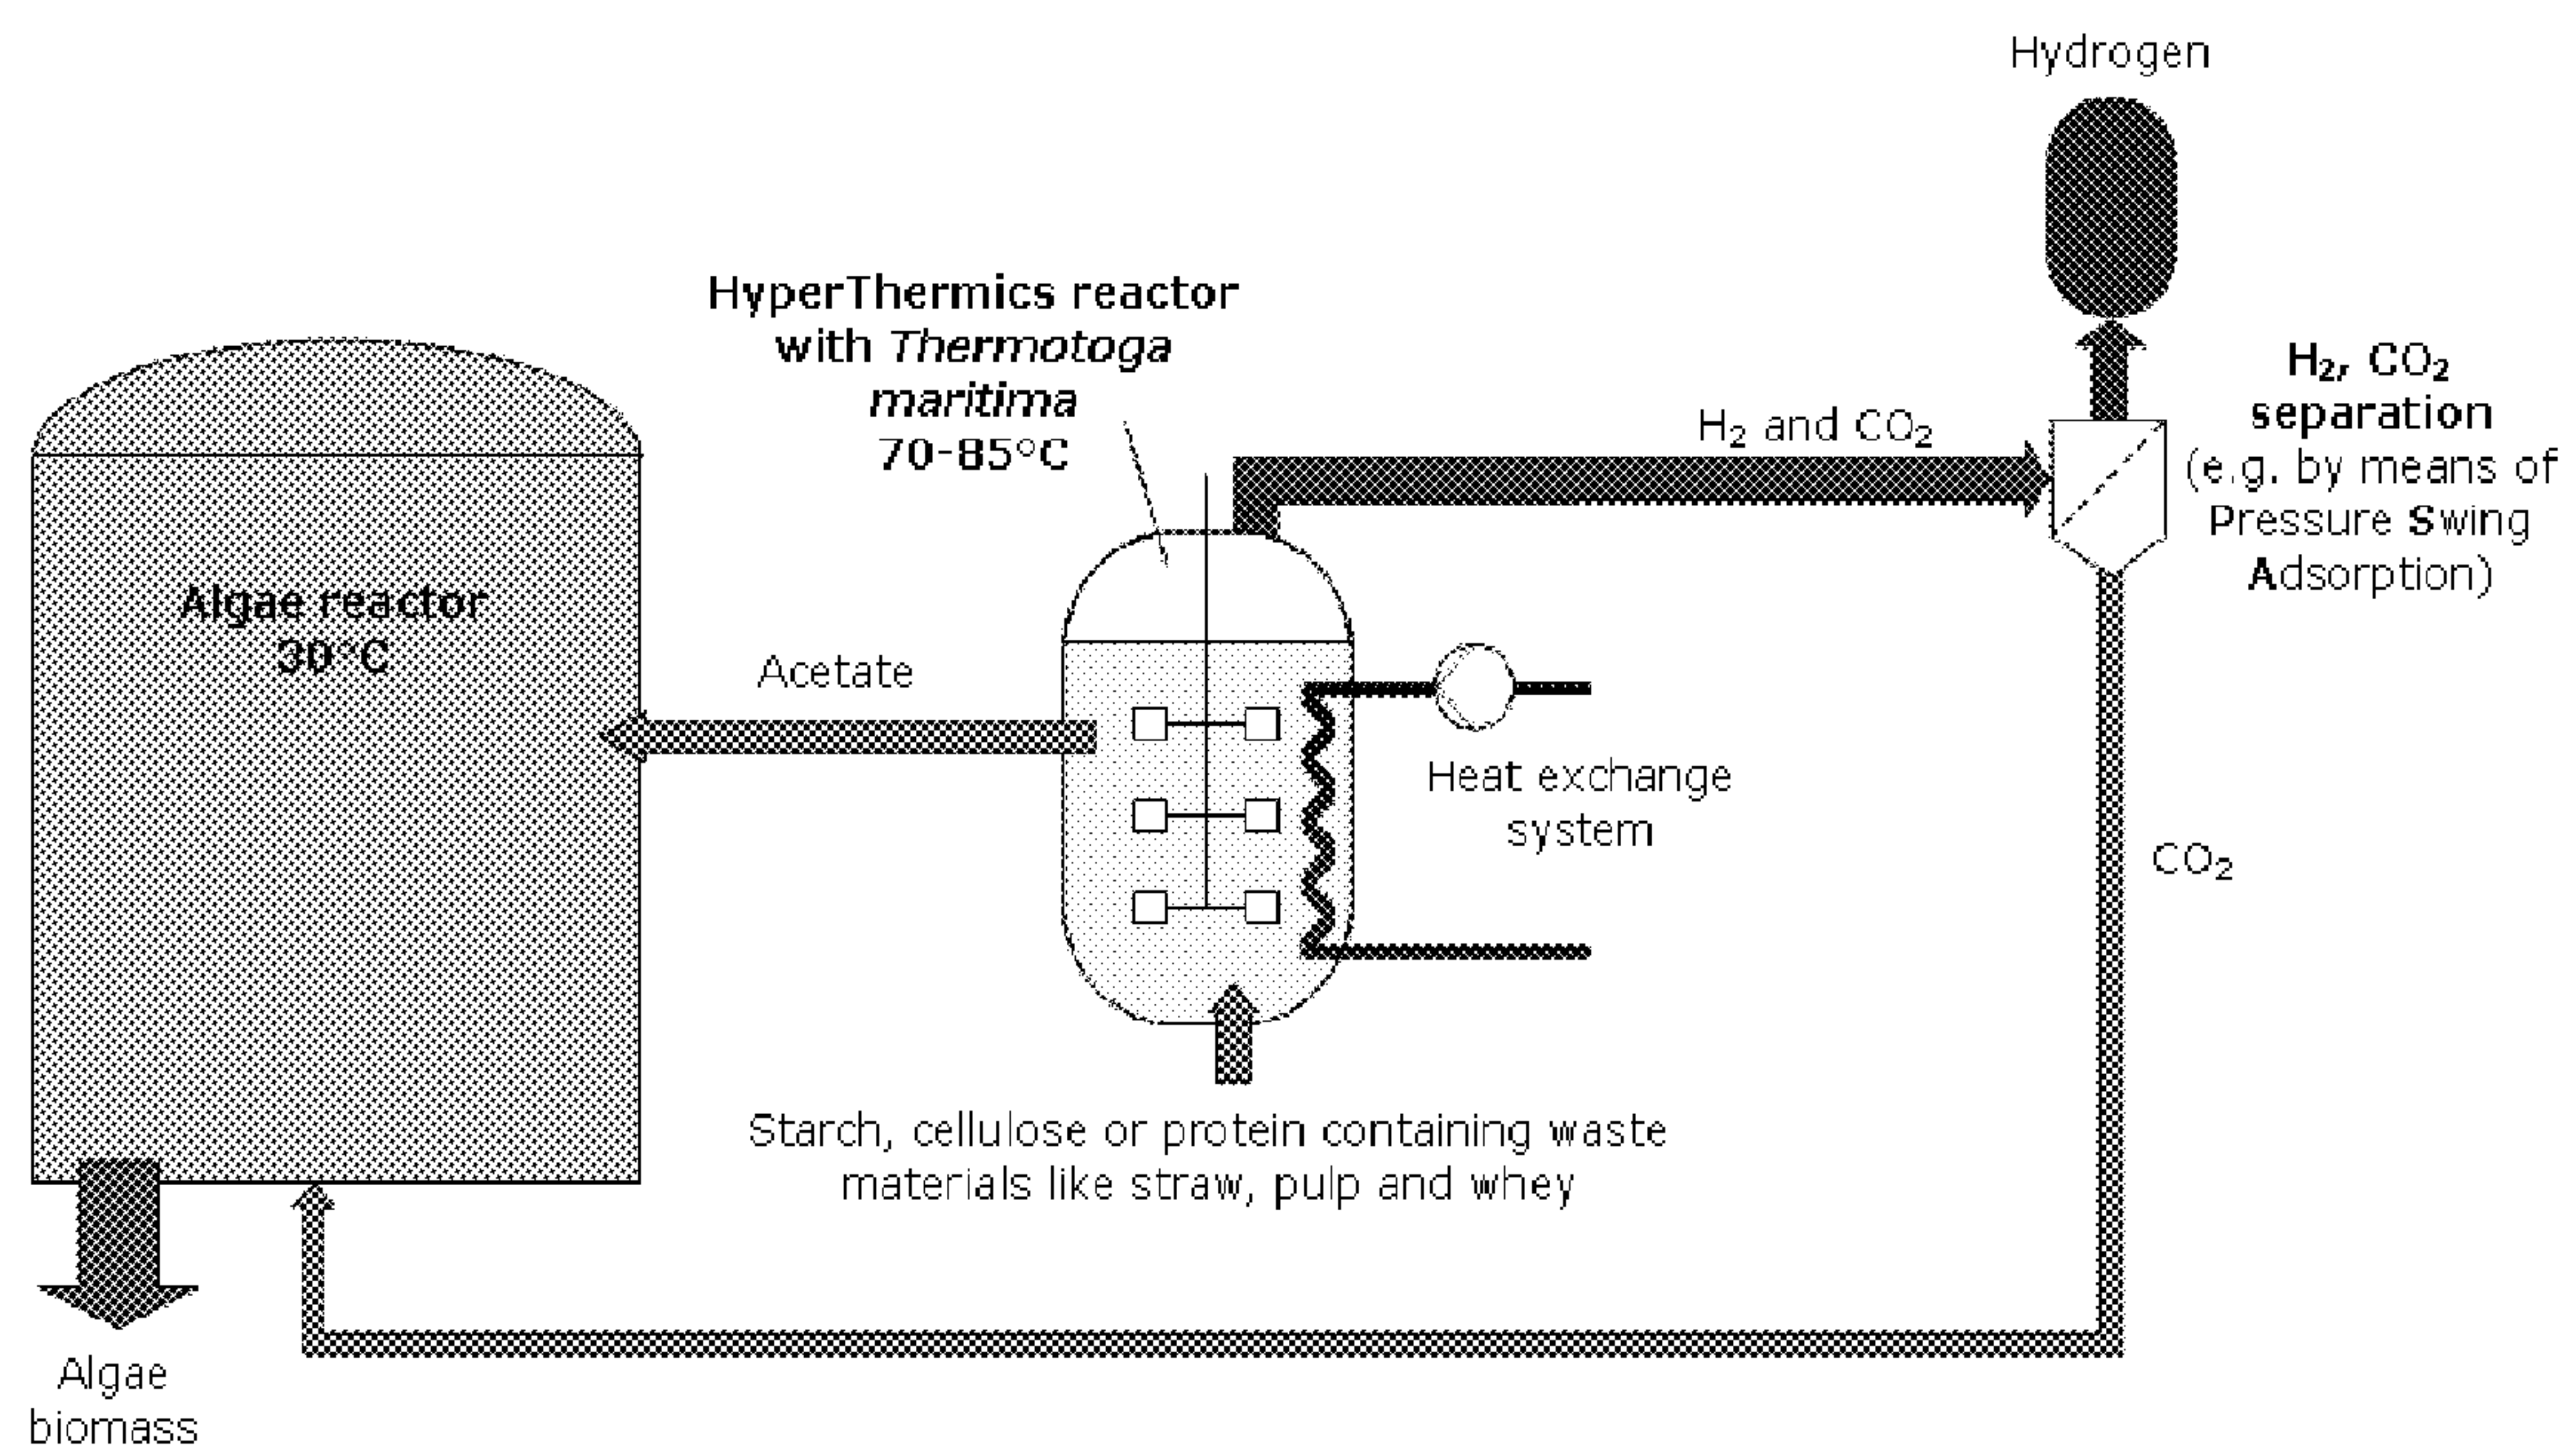 Hydrogen
HyperThermics reactor
with Thermotoga
maritima
70-85°C
H₂, CO₂
separation
(e.g. by means of
Pressure Swing
Adsorption)
H₂ and CO₂
Algae reactor
30°C
Acetate
Heat exchange
system
CO₂
Starch, cellulose or protein containing waste
materials like straw, pulp and whey
Algae
biomass